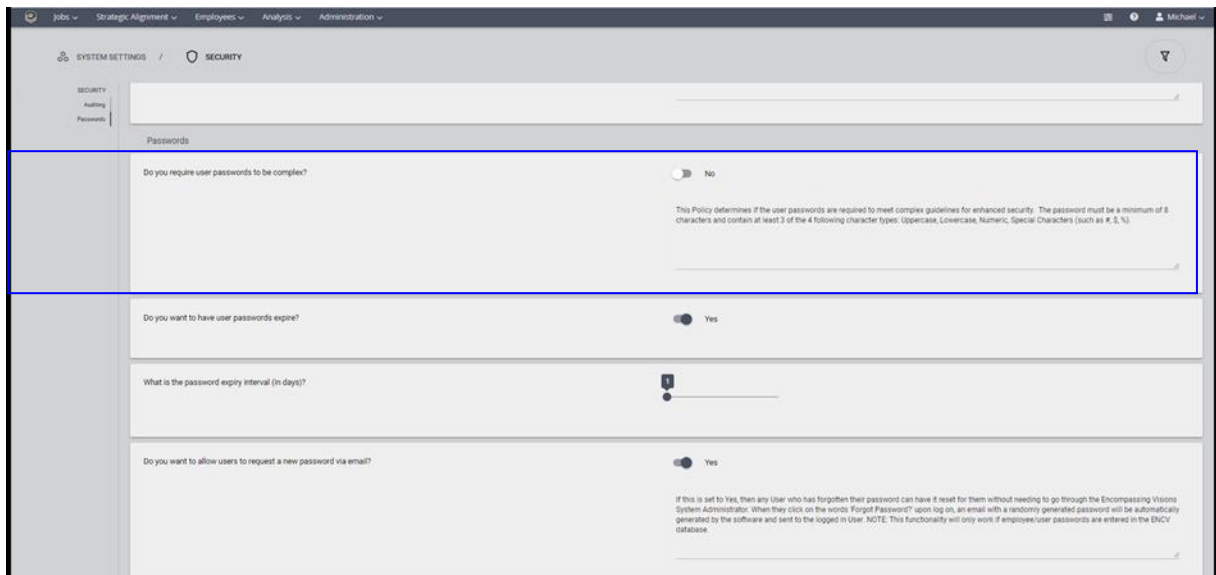 Jobs Strategic Alignment Employees Analysis Administration Michael
SYSTEM SETTINGS / SECURITY
SECURITY
Auditing
Passwords
Passwords
Do you require user passwords to be complex? No
This Policy determines if the user passwords are required to meet complex guidelines for enhanced security. The password must be a minimum of 8
characters and contain at least 3 of the 4 following character types: Uppercase, Lowercase, Numeric, Special Characters (such as #, $, %).
Do you want to have user passwords expire? Yes
What is the password expiry interval (in days)? 1
Do you want to allow users to request a new password via email? Yes
If this is set to Yes, then any User who has forgotten their password can have it reset for them without needing to go through the Encompassing Visions
System Administrator. When they click on the words 'Forgot Password?' upon log on, an email with a randomly generated password will be automatically
generated by the software and sent to the logged in User. NOTE: This functionality will only work if employee/user passwords are entered in the ENCV
database.